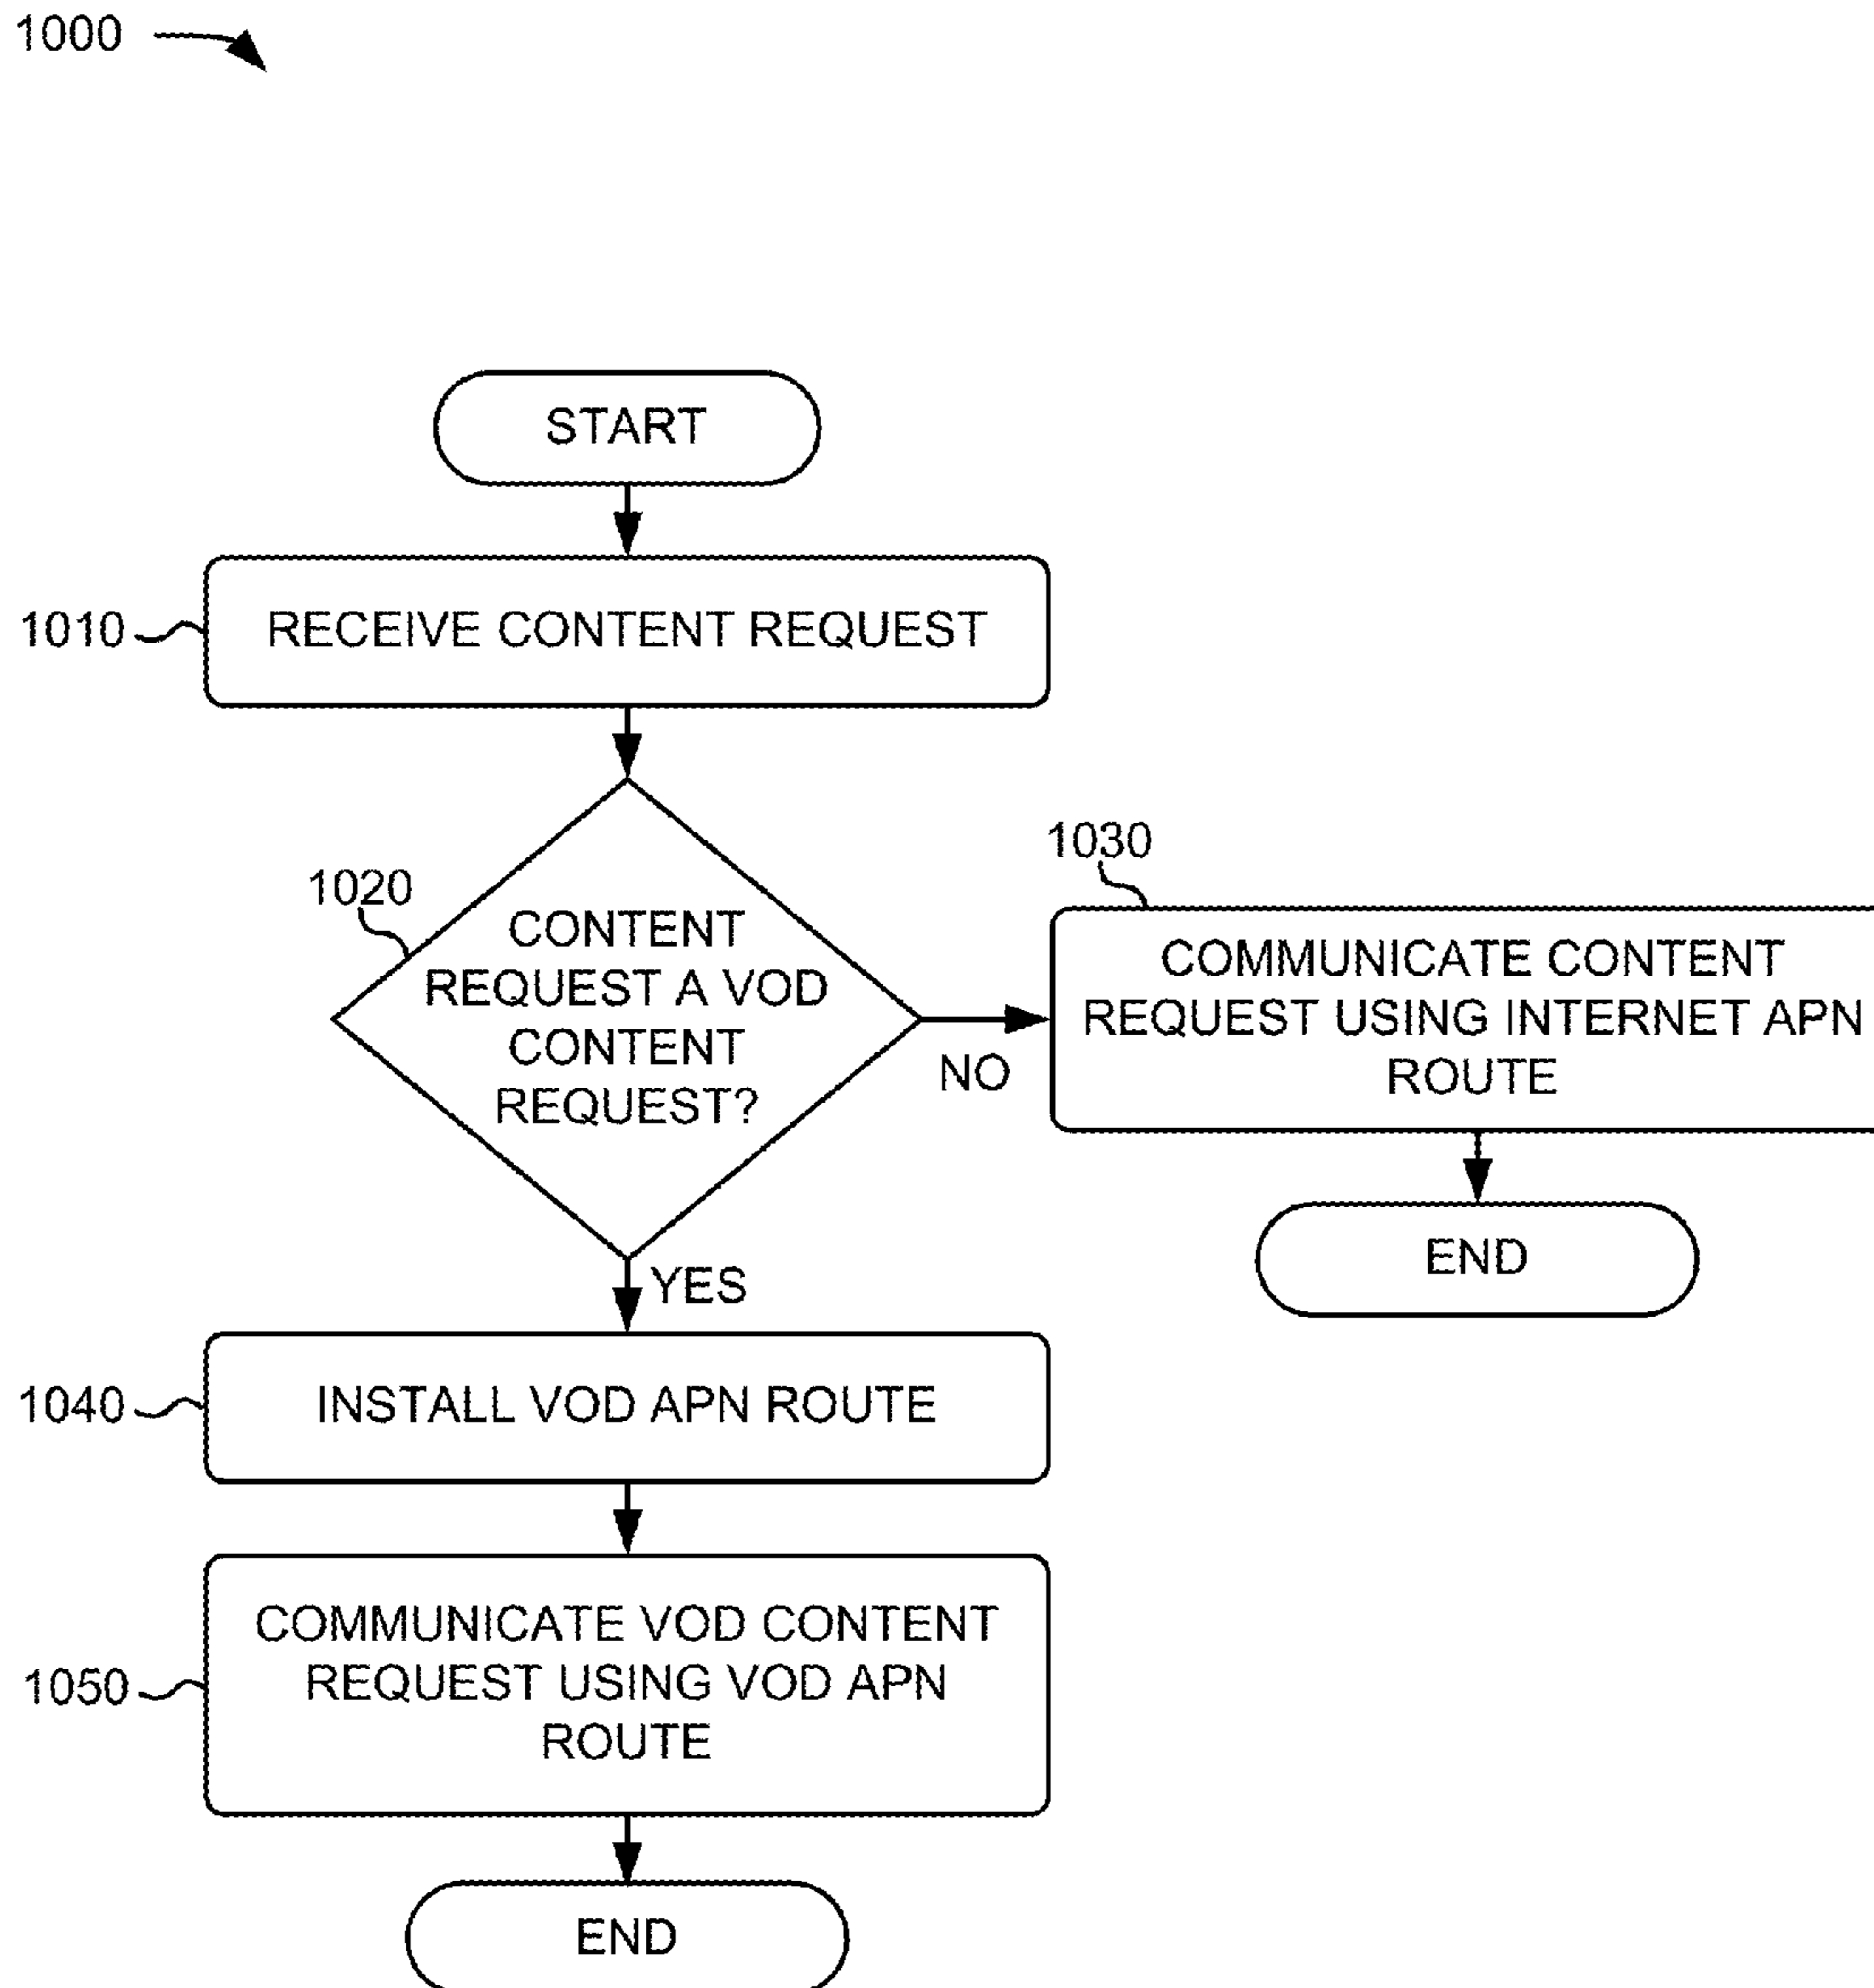 1000
START
1010
RECEIVE CONTENT REQUEST
1020
CONTENT
REQUEST A VOD
CONTENT
REQUEST?
NO
1030
COMMUNICATE CONTENT
REQUEST USING INTERNET APN
ROUTE
END
YES
1040
INSTALL VOD APN ROUTE
1050
COMMUNICATE VOD CONTENT
REQUEST USING VOD APN
ROUTE
END